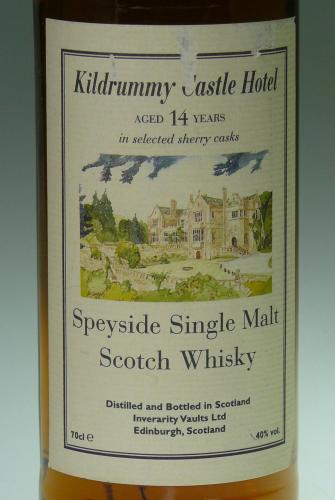 Kildrummy Castle Hotel
AGED 14 YEARS
in selected sherry casks
Speyside Single Malt
Scotch Whisky
Distilled and Bottled in Scotland
Inverarity Vaults Ltd
70cl e Edinburgh, Scotland 40% vol.